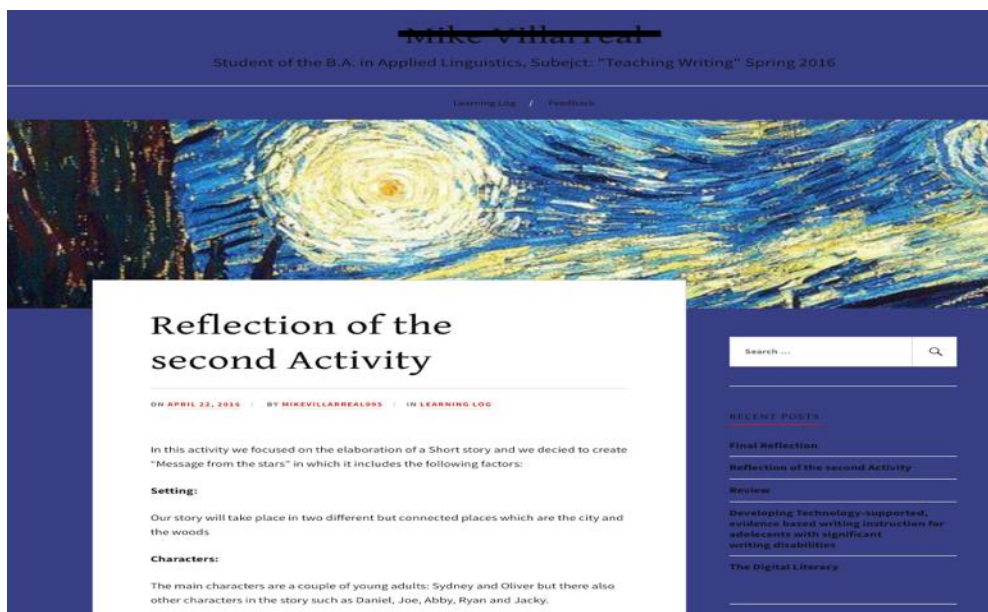 Mike Villarreal
Student of the B.A. in Applied Linguistics, Subejct: "Teaching Writing" Spring 2016
Learning Log / Feedback
Reflection of the
second Activity
ON APRIL 22, 2016 / BY MIKEVILLARREAL095 / IN LEARNING LOG
In this activity we focused on the elaboration of a Short story and we decied to create
"Message from the stars" in which it includes the following factors:
Setting:
Our story will take place in two different but connected places which are the city and
the woods
Characters:
The main characters are a couple of young adults: Sydney and Oliver but there also
other characters in the story such as Daniel, Joe, Abby, Ryan and Jacky.
Search ...
RECENT POSTS
Final Reflection
Reflection of the second Activity
Review
Developing Technology-supported,
evidence based writing instruction for
adolecents with significant
writing disabilities
The Digital Literacy